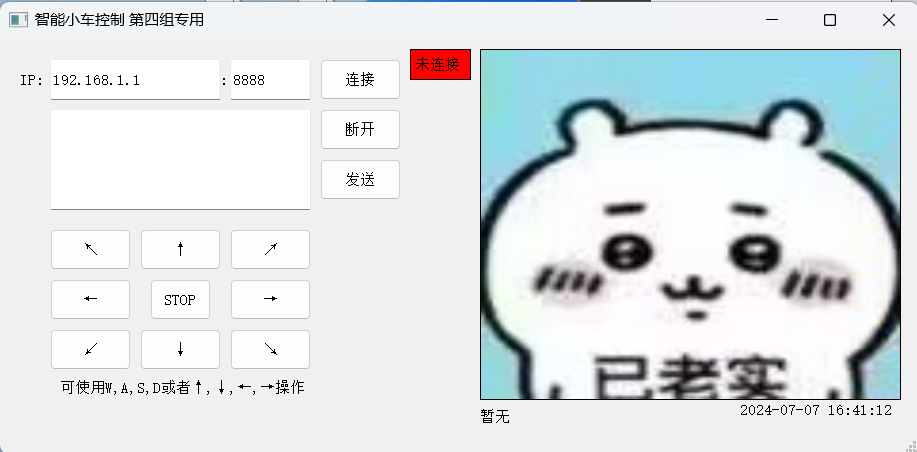 智能小车控制 第四组专用
IP: 192.168.1.1 : 8888
连接
未连接
断开
发送
↖ ↑ ↗
← STOP →
↙ ↓ ↘
可使用W,A,S,D或者↑,↓,←,→操作
已老实
暂无
2024-07-07 16:41:12